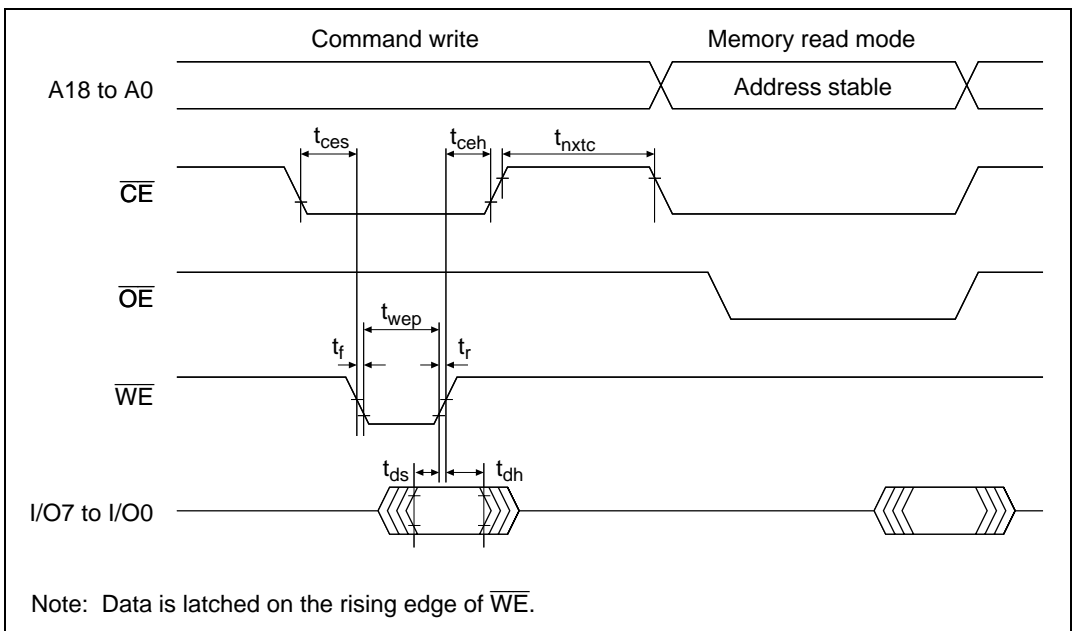 Command write Memory read mode
A18 to A0 Address stable
tces tceh tnxtc
CE
OE
twep
tf tr
WE
tds tdh
I/O7 to I/O0
Note: Data is latched on the rising edge of WE.